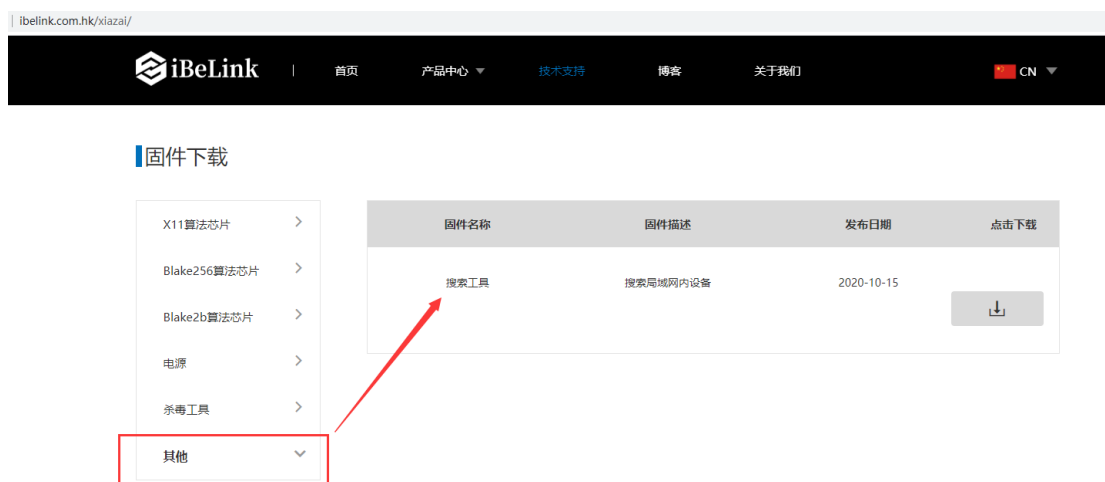 ibelink.com.hk/xiazai/
iBeLink | 首页 产品中心 技术支持 博客 关于我们 CN
固件下载
X11算法芯片
Blake256算法芯片
Blake2b算法芯片
电源
杀毒工具
其他
固件名称 固件描述 发布日期 点击下载
搜索工具 搜索局域网内设备 2020-10-15